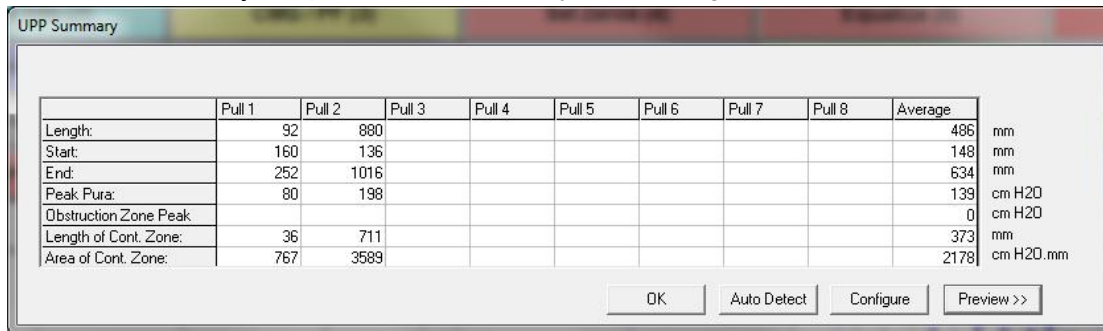 UPP Summary
Pull 1 Pull 2 Pull 3 Pull 4 Pull 5 Pull 6 Pull 7 Pull 8 Average
Length: 92 880 486 mm
Start: 160 136 148 mm
End: 252 1016 634 mm
Peak Pura: 80 198 139 cm H2O
Obstruction Zone Peak 0 cm H2O
Length of Cont. Zone: 36 711 373 mm
Area of Cont. Zone: 767 3589 2178 cm H2O.mm
OK Auto Detect Configure Preview >>